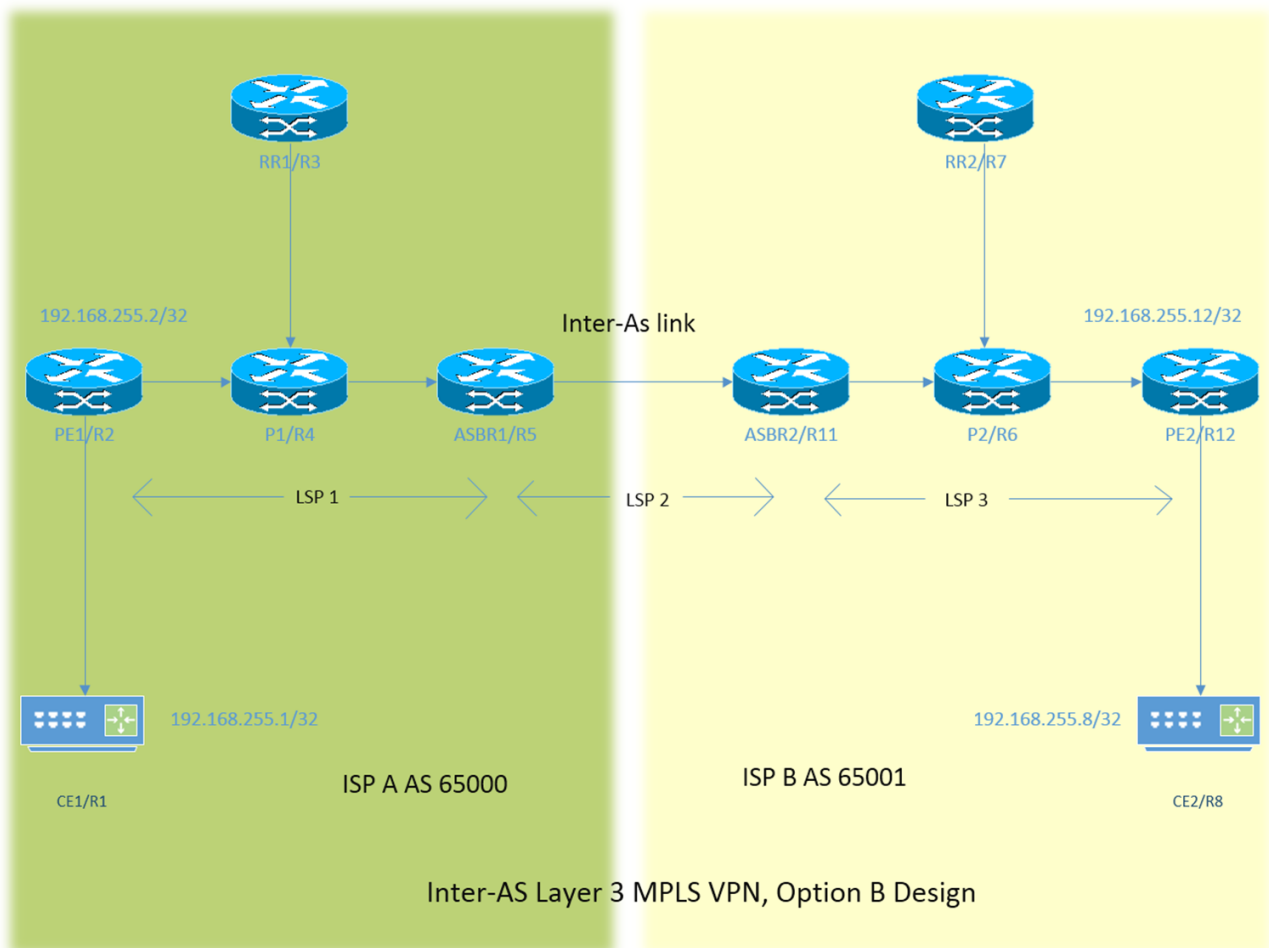 RR1/R3
RR2/R7
192.168.255.2/32
Inter-As link
192.168.255.12/32
PE1/R2
P1/R4
ASBR1/R5
ASBR2/R11
P2/R6
PE2/R12
LSP 1
LSP 2
LSP 3
192.168.255.1/32
192.168.255.8/32
ISP A AS 65000
ISP B AS 65001
CE1/R1
CE2/R8
Inter-AS Layer 3 MPLS VPN, Option B Design